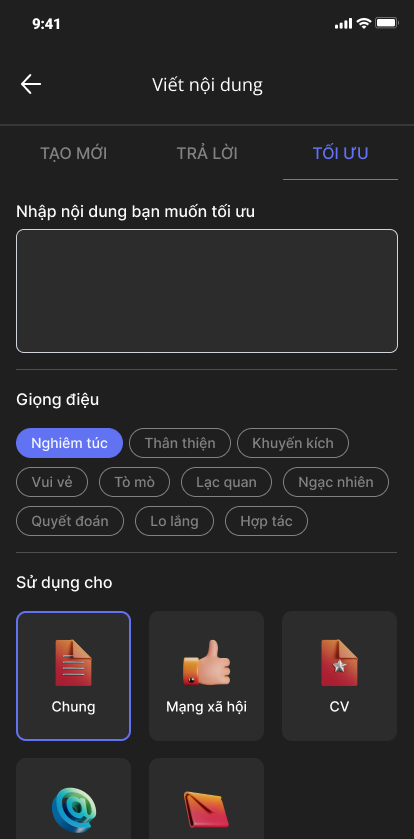 9:41
Viết nội dung
TẠO MỚI TRẢ LỜI TỐI ƯU
Nhập nội dung bạn muốn tối ưu
Giọng điệu
Nghiêm túc Thân thiện Khuyến kích
Vui vẻ Tò mò Lạc quan Ngạc nhiên
Quyết đoán Lo lắng Hợp tác
Sử dụng cho
Chung Mạng xã hội CV